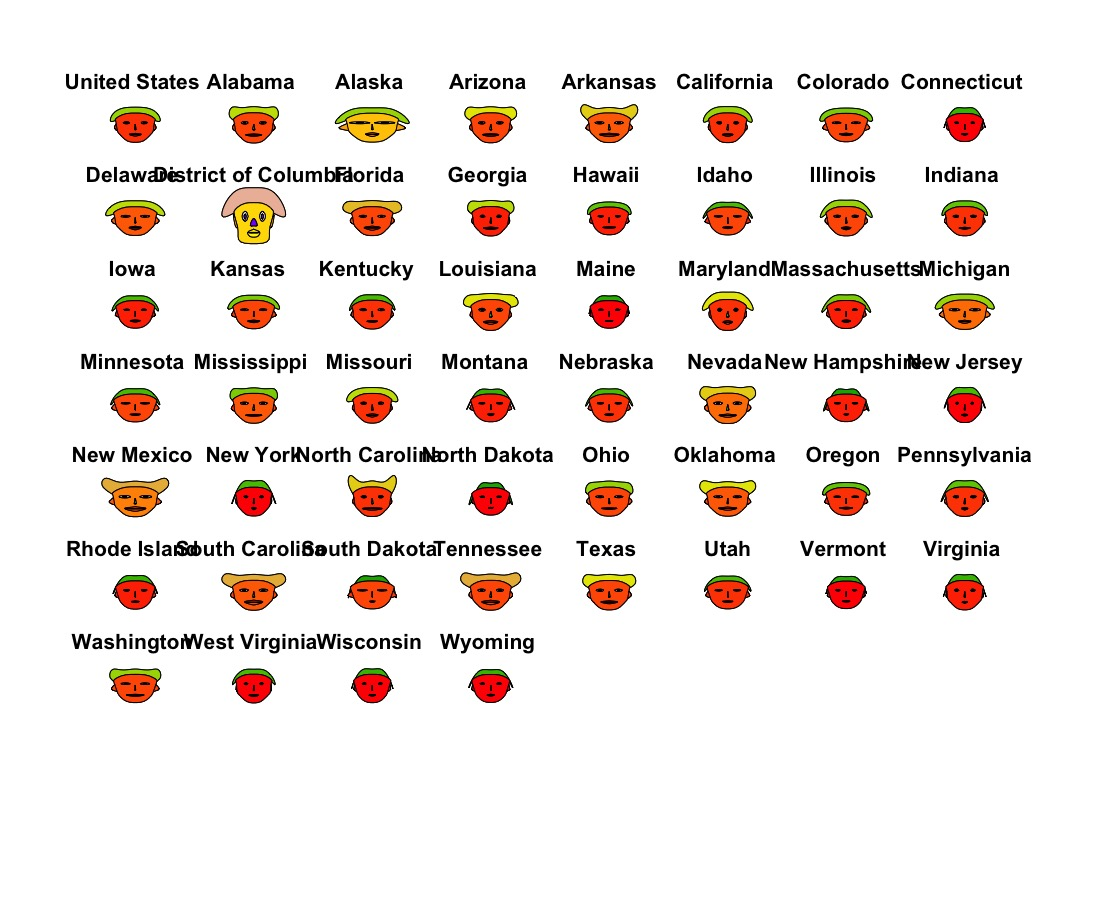 United States Alabama Alaska Arizona Arkansas California Colorado Connecticut
Delaware District of Columbia Florida Georgia Hawaii Idaho Illinois Indiana
Iowa Kansas Kentucky Louisiana Maine Maryland Massachusetts Michigan
Minnesota Mississippi Missouri Montana Nebraska Nevada New Hampshire New Jersey
New Mexico New York North Carolina North Dakota Ohio Oklahoma Oregon Pennsylvania
Rhode Island South Carolina South Dakota Tennessee Texas Utah Vermont Virginia
Washington West Virginia Wisconsin Wyoming